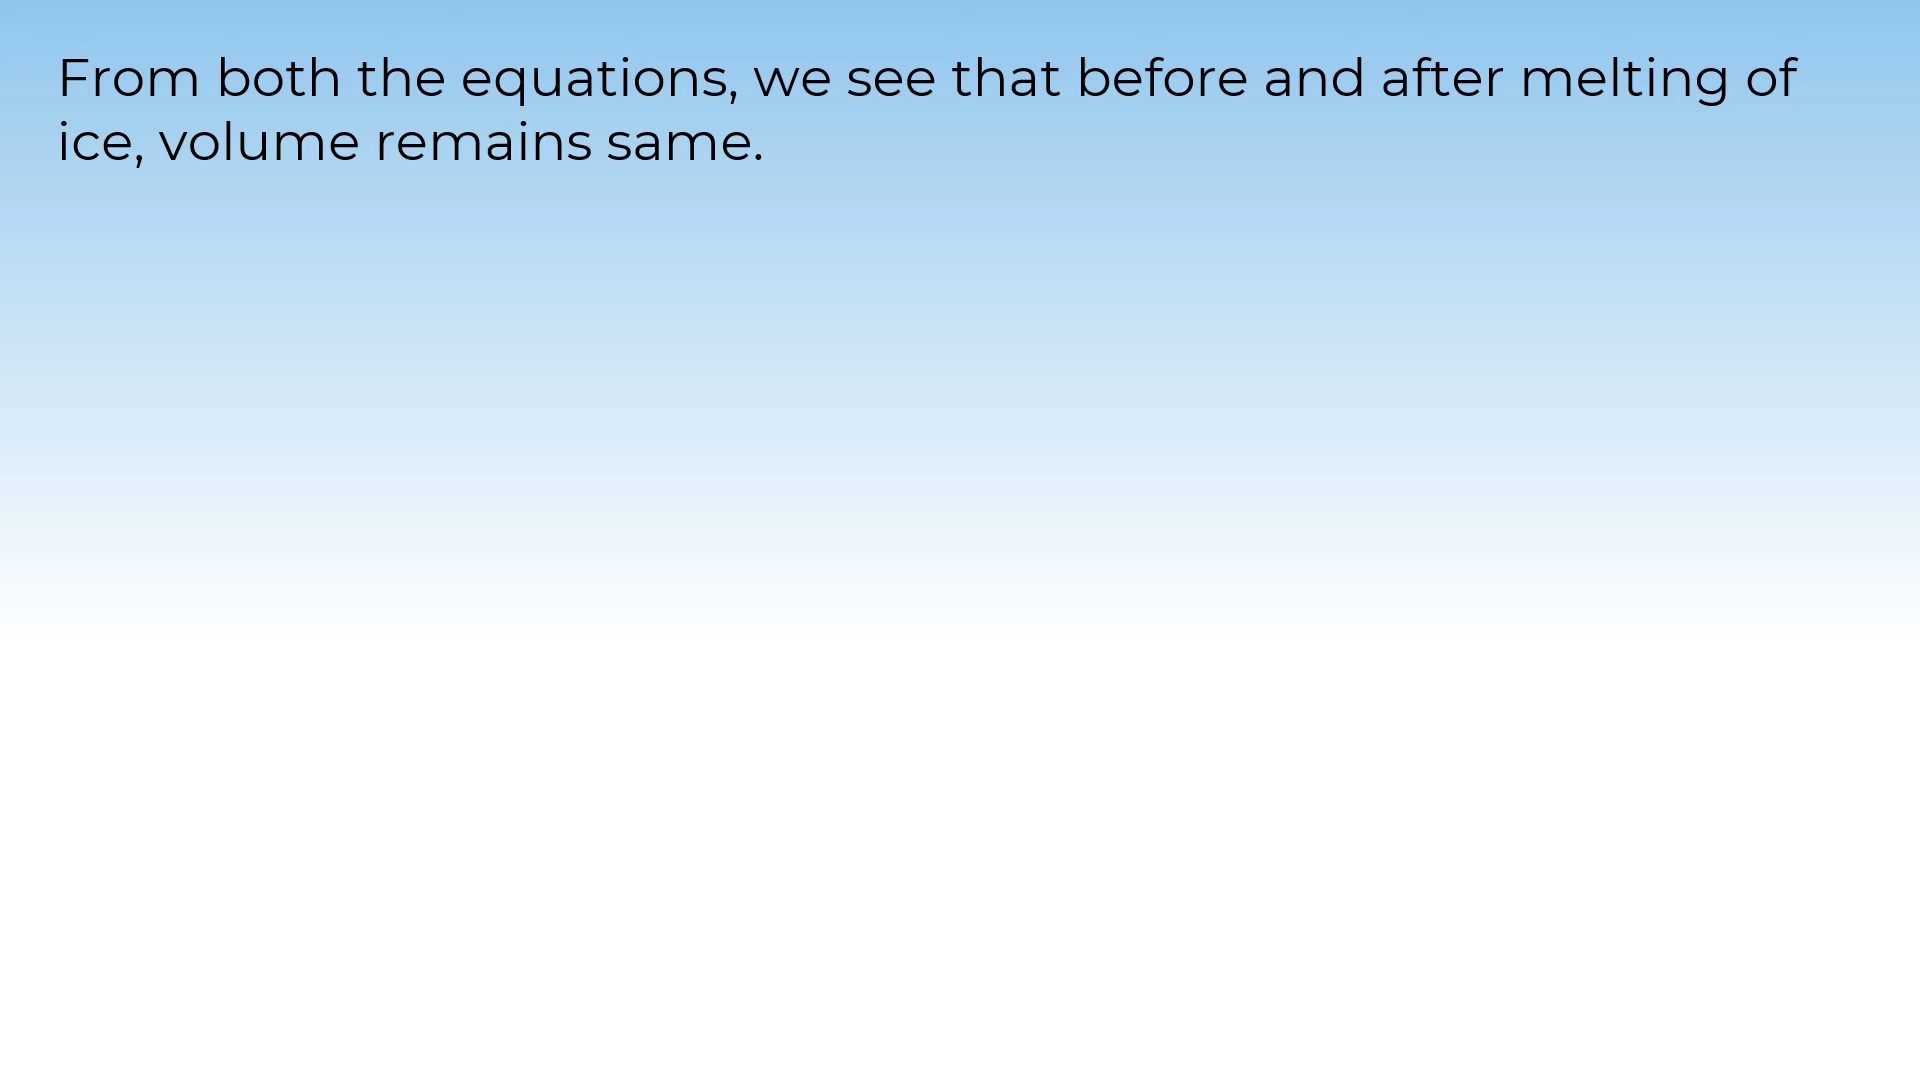 From both the equations, we see that before and after melting of
ice, volume remains same.